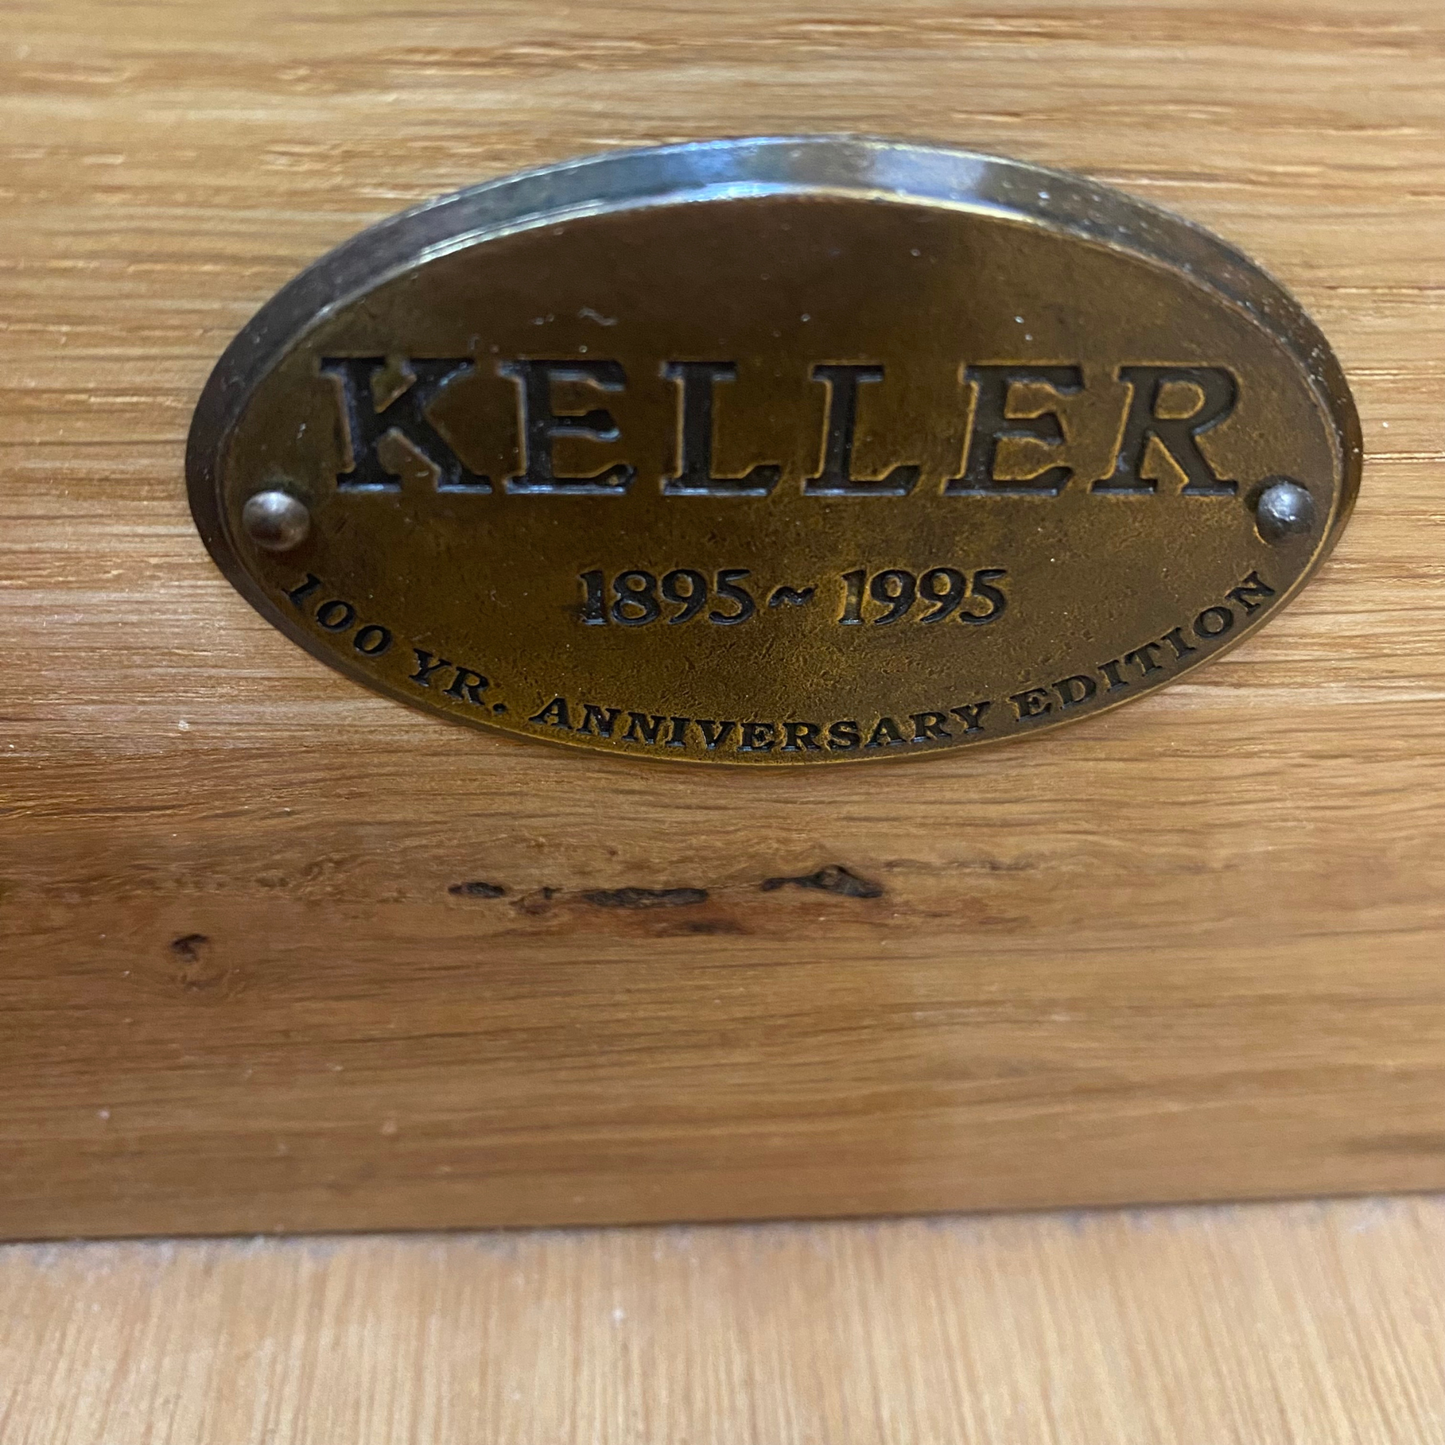 KELLER
1895~1995
100 YR. ANNIVERSARY EDITION